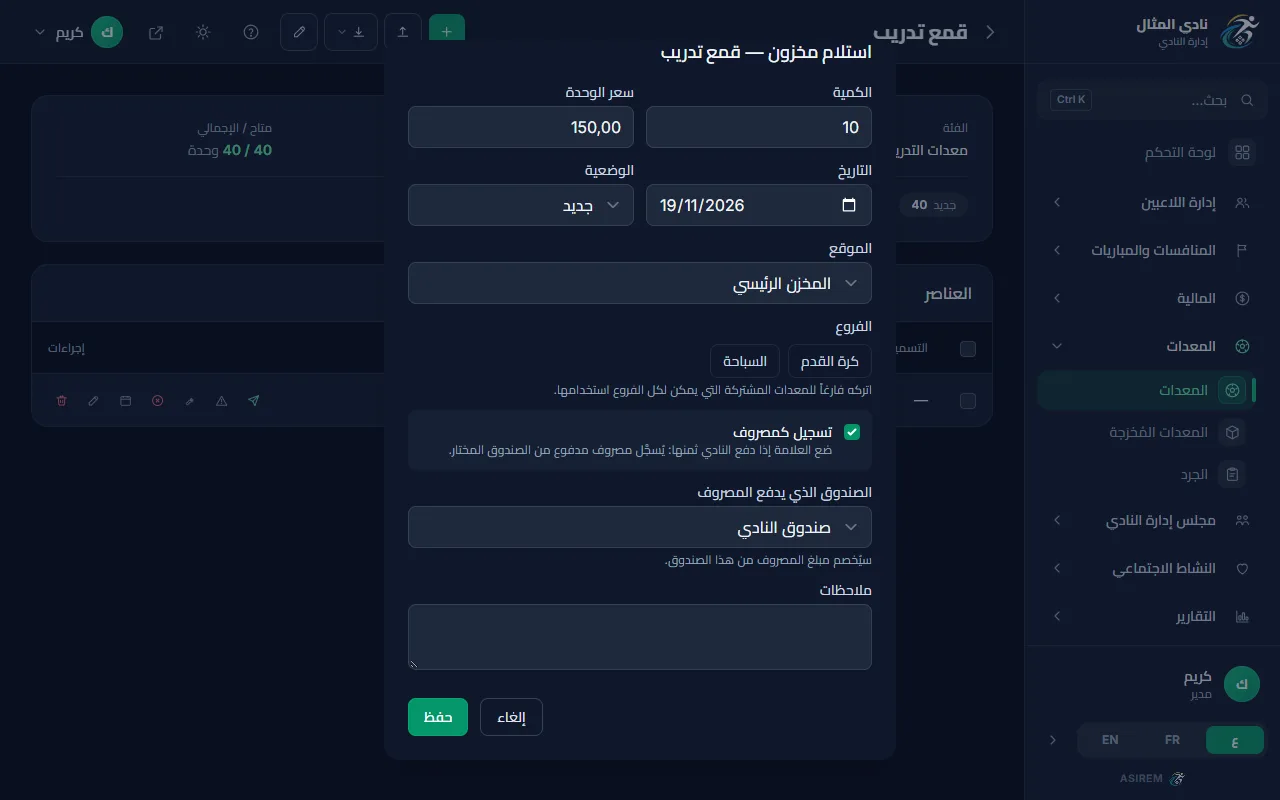 نادي المثال
إدارة النادي
بحث...
Ctrl K
لوحة التحكم
إدارة اللاعبين
المنافسات والمباريات
المالية
المعدات
المعدات
المعدات المُخرَجة
الجرد
مجلس إدارة النادي
النشاط الاجتماعي
التقارير
ك
كريم
مدير
ع
FR
EN
ASIREM
قمع تدريب
ك
كريم
الفئة
معدات التدري
متاح / الإجمالي
40 / 40 وحدة
جديد 40
العناصر
التسمي
إجراءات
—
استلام مخزون — قمع تدريب
الكمية
سعر الوحدة
10
150,00
التاريخ
الوضعية
19/11/2026
جديد
الموقع
المخزن الرئيسي
الفروع
كرة القدم
السباحة
اتركه فارغاً للمعدات المشتركة التي يمكن لكل الفروع استخدامها.
تسجيل كمصروف
ضع العلامة إذا دفع النادي ثمنها: يُسجَّل مصروف مدفوع من الصندوق المختار.
الصندوق الذي يدفع المصروف
صندوق النادي
سيُخصم مبلغ المصروف من هذا الصندوق.
ملاحظات
إلغاء
حفظ